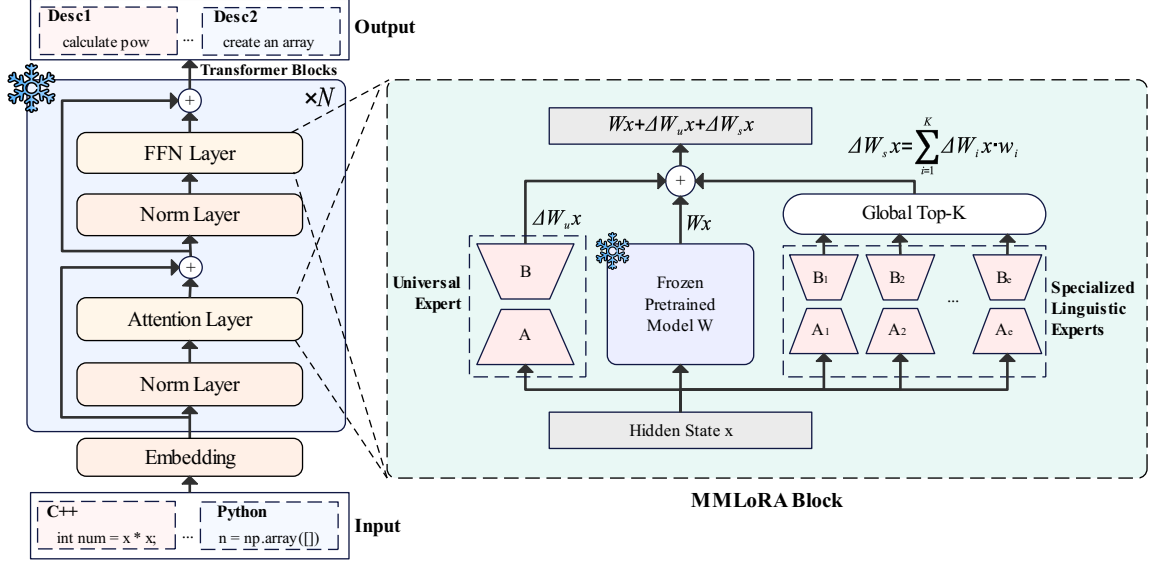 Desc1
calculate pow
...
Desc2
create an array
Output
Transformer Blocks
×N
+
FFN Layer
Norm Layer
+
Attention Layer
Norm Layer
Embedding
C++
int num = x * x;
...
Python
n = np.array([])
Input
Wx+ΔWᵤx+ΔWₛx
ΔWₛx=∑ᵢ₌₁ᴷ ΔWᵢx·wᵢ
+
Global Top-K
ΔWᵤx
Wx
Universal
Expert
B
A
Frozen
Pretrained
Model W
B₁
B₂
...
Bₑ
A₁
A₂
Aₑ
Specialized
Linguistic
Experts
Hidden State x
MMLoRA Block